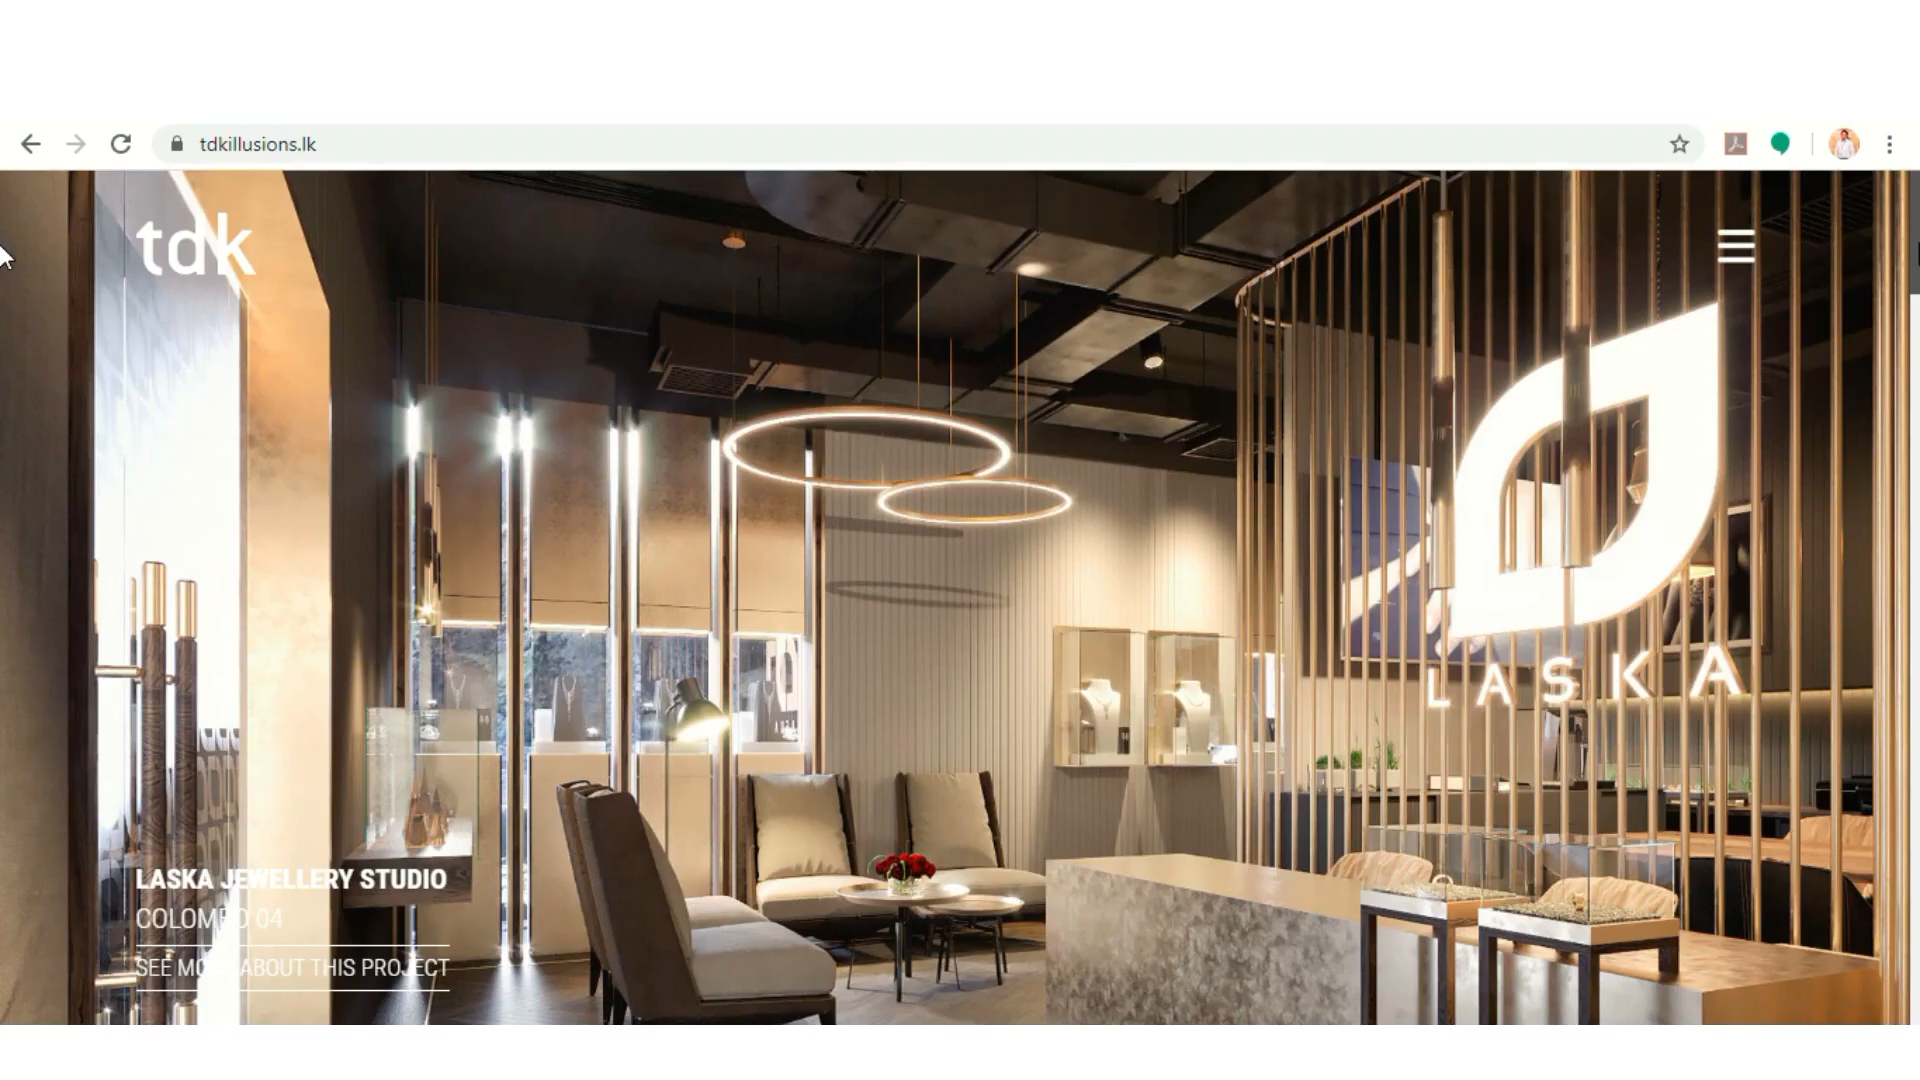 tdkillusions.lk
tdk
LASKA
LASKA JEWELLERY STUDIO
COLOMBO 04
SEE MORE ABOUT THIS PROJECT